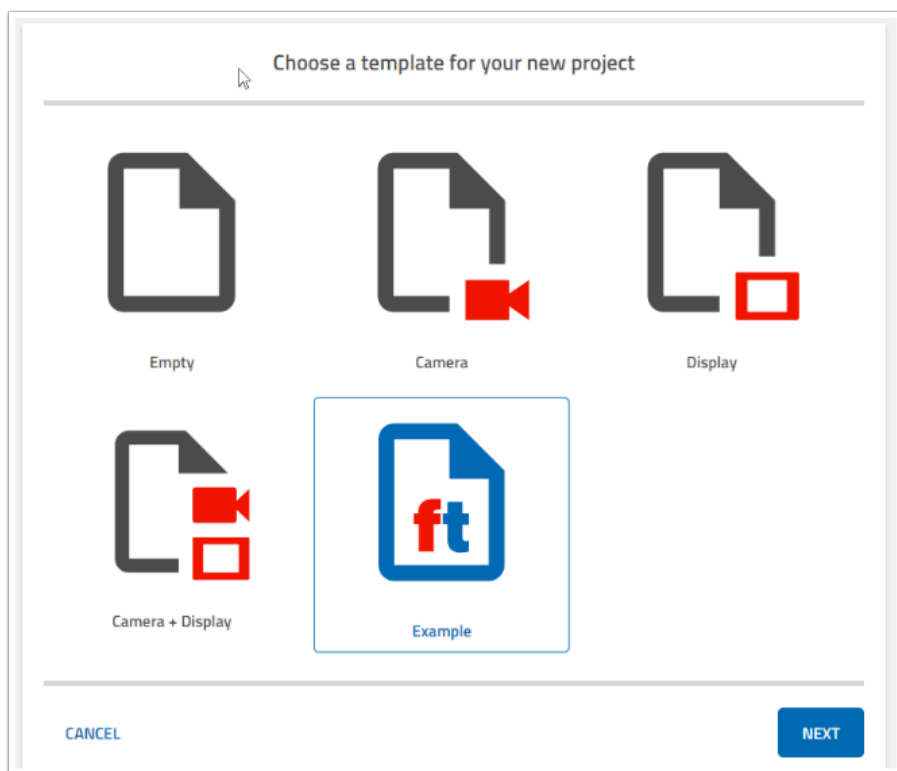 Choose a template for your new project
Empty
Camera
Display
ft
Camera + Display
Example
CANCEL
NEXT